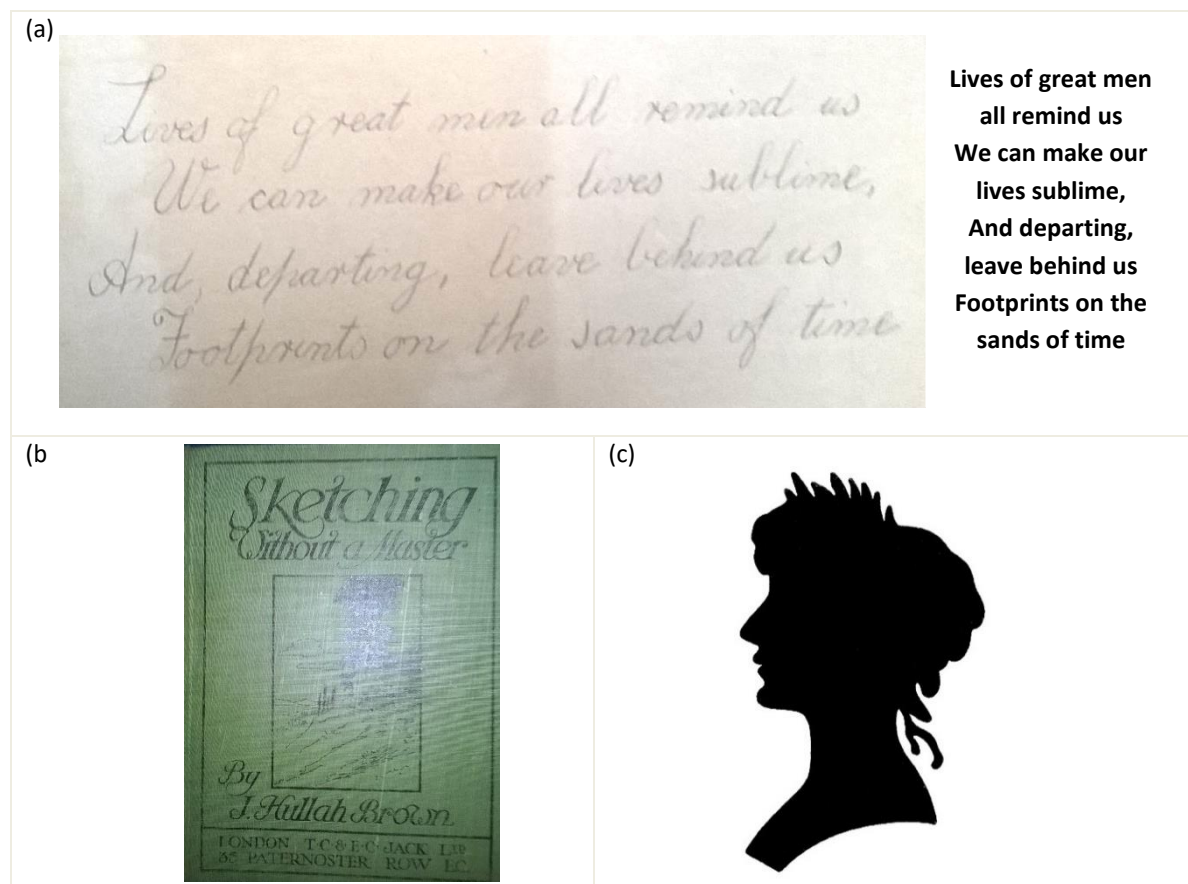 (a)
Lives of great men all remind us
We can make our lives sublime,
And, departing, leave behind us
Footprints on the sands of time
Lives of great men
all remind us
We can make our
lives sublime,
And departing,
leave behind us
Footprints on the
sands of time
(b
Sketching
Without a Master
By
J. Hullah Brown
LONDON T·C & E·C· JACK LTD
35 PATERNOSTER ROW E.C.
(c)